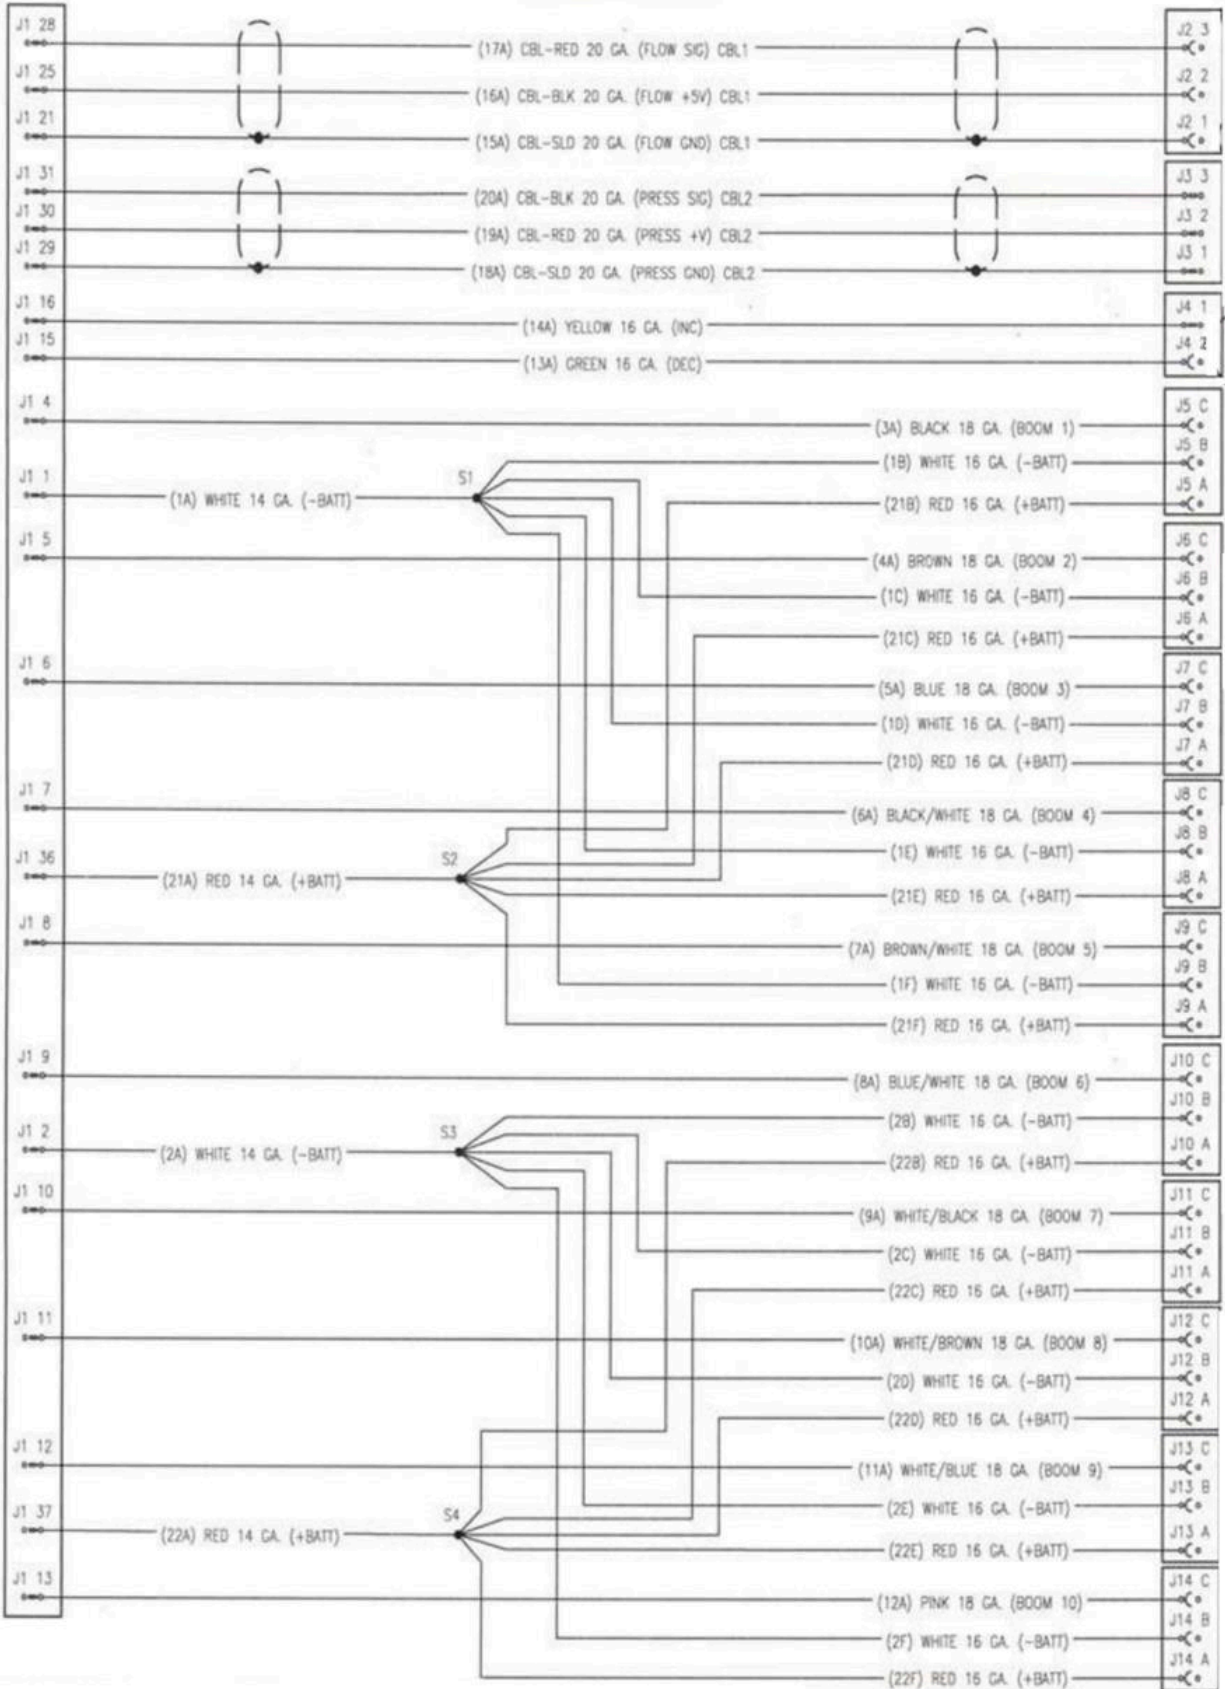 J1 28 (17A) CBL-RED 20 GA. (FLOW SIG) CBL1 J2 3
J1 25 (16A) CBL-BLK 20 GA. (FLOW +5V) CBL1 J2 2
J1 21 (15A) CBL-SLD 20 GA. (FLOW GND) CBL1 J2 1
J1 31 (20A) CBL-BLK 20 GA. (PRESS SIG) CBL2 J3 3
J1 30 (19A) CBL-RED 20 GA. (PRESS +V) CBL2 J3 2
J1 29 (18A) CBL-SLD 20 GA. (PRESS GND) CBL2 J3 1
J1 16 (14A) YELLOW 16 GA. (INC) J4 1
J1 15 (13A) GREEN 16 GA. (DEC) J4 2
J1 4 (3A) BLACK 18 GA. (BOOM 1) J5 C
(1B) WHITE 16 GA. (-BATT) J5 B
J1 1 (1A) WHITE 14 GA. (-BATT) S1 (21B) RED 16 GA. (+BATT) J5 A
J1 5 (4A) BROWN 18 GA. (BOOM 2) J6 C
(1C) WHITE 16 GA. (-BATT) J6 B
(21C) RED 16 GA. (+BATT) J6 A
J1 6 (5A) BLUE 18 GA. (BOOM 3) J7 C
(1D) WHITE 16 GA. (-BATT) J7 B
(21D) RED 16 GA. (+BATT) J7 A
J1 7 (6A) BLACK/WHITE 18 GA. (BOOM 4) J8 C
(1E) WHITE 16 GA. (-BATT) J8 B
J1 36 (21A) RED 14 GA. (+BATT) S2 (21E) RED 16 GA. (+BATT) J8 A
J1 8 (7A) BROWN/WHITE 18 GA. (BOOM 5) J9 C
(1F) WHITE 16 GA. (-BATT) J9 B
(21F) RED 16 GA. (+BATT) J9 A
J1 9 (8A) BLUE/WHITE 18 GA. (BOOM 6) J10 C
(2B) WHITE 16 GA. (-BATT) J10 B
J1 2 (2A) WHITE 14 GA. (-BATT) S3 (22B) RED 16 GA. (+BATT) J10 A
J1 10 (9A) WHITE/BLACK 18 GA. (BOOM 7) J11 C
(2C) WHITE 16 GA. (-BATT) J11 B
(22C) RED 16 GA. (+BATT) J11 A
J1 11 (10A) WHITE/BROWN 18 GA. (BOOM 8) J12 C
(2D) WHITE 16 GA. (-BATT) J12 B
(22D) RED 16 GA. (+BATT) J12 A
J1 12 (11A) WHITE/BLUE 18 GA. (BOOM 9) J13 C
(2E) WHITE 16 GA. (-BATT) J13 B
J1 37 (22A) RED 14 GA. (+BATT) S4 (22E) RED 16 GA. (+BATT) J13 A
J1 13 (12A) PINK 18 GA. (BOOM 10) J14 C
(2F) WHITE 16 GA. (-BATT) J14 B
(22F) RED 16 GA. (+BATT) J14 A